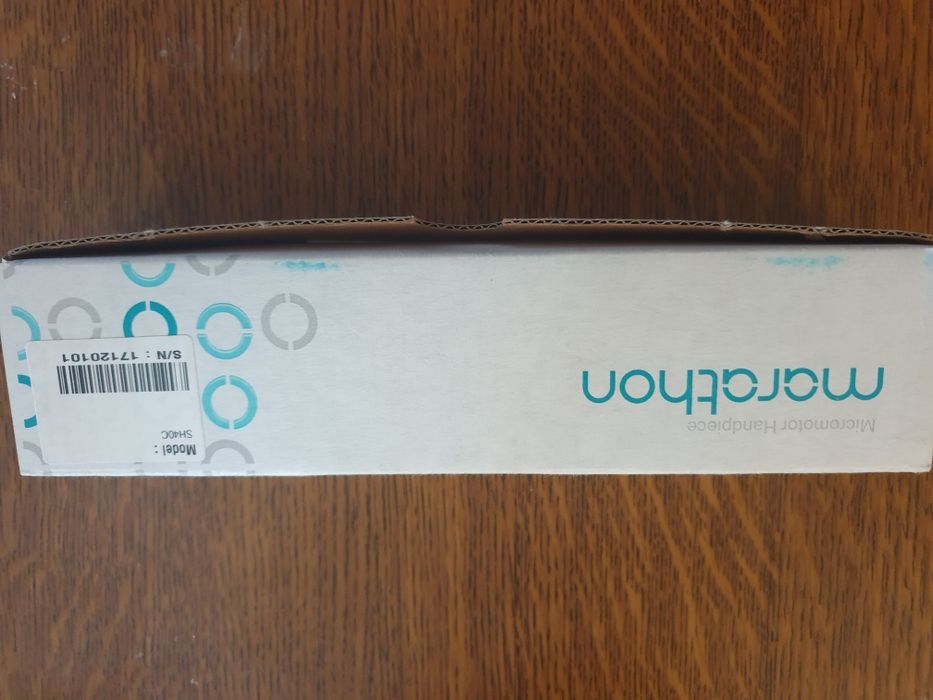 Micromotor Handpiece
marathon
Model :
SH40C
S/N : 17120101